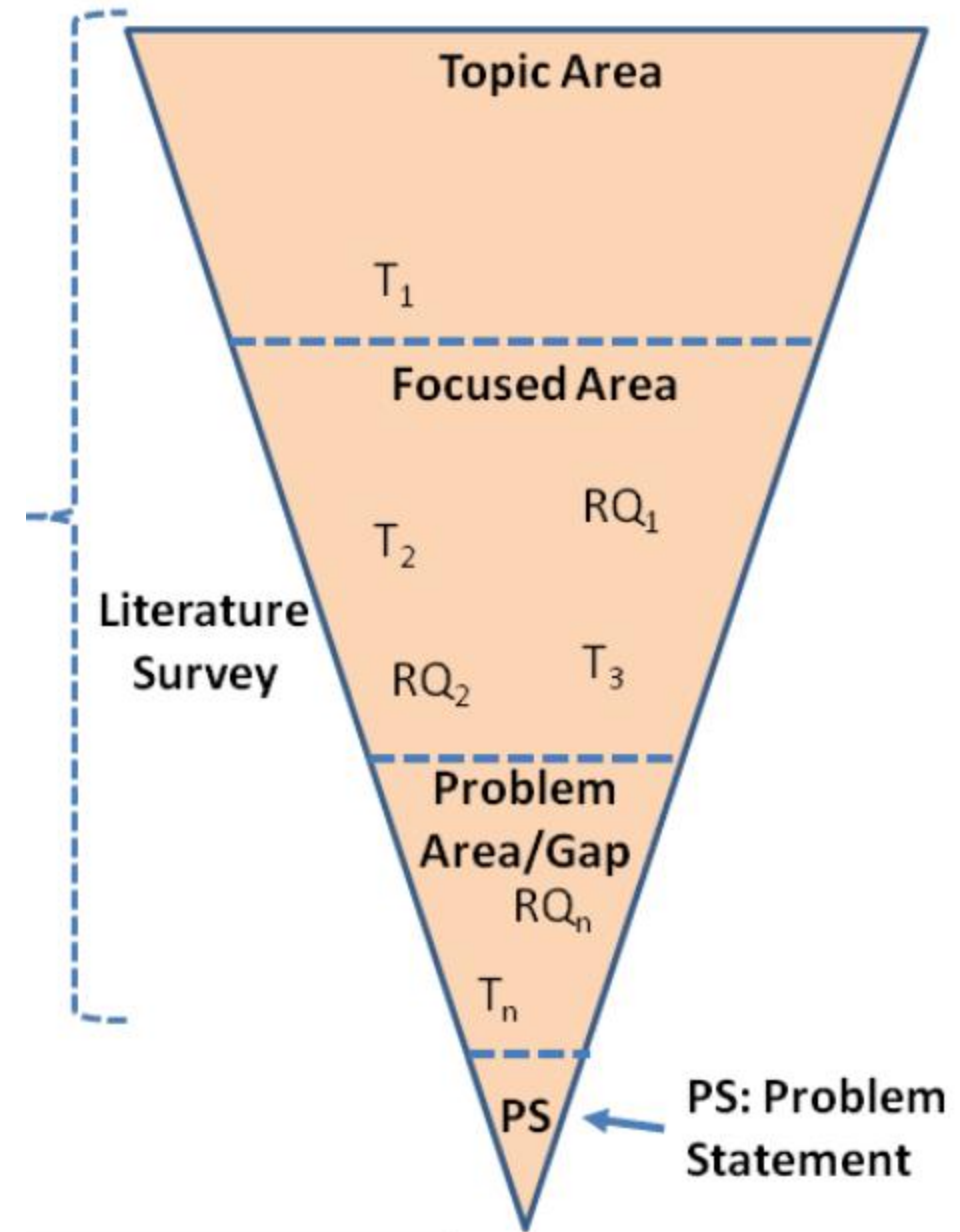 Topic Area
T₁
Focused Area
RQ₁
T₂
Literature
Survey
T₃
RQ₂
Problem
Area/Gap
RQₙ
Tₙ
PS
PS: Problem
Statement